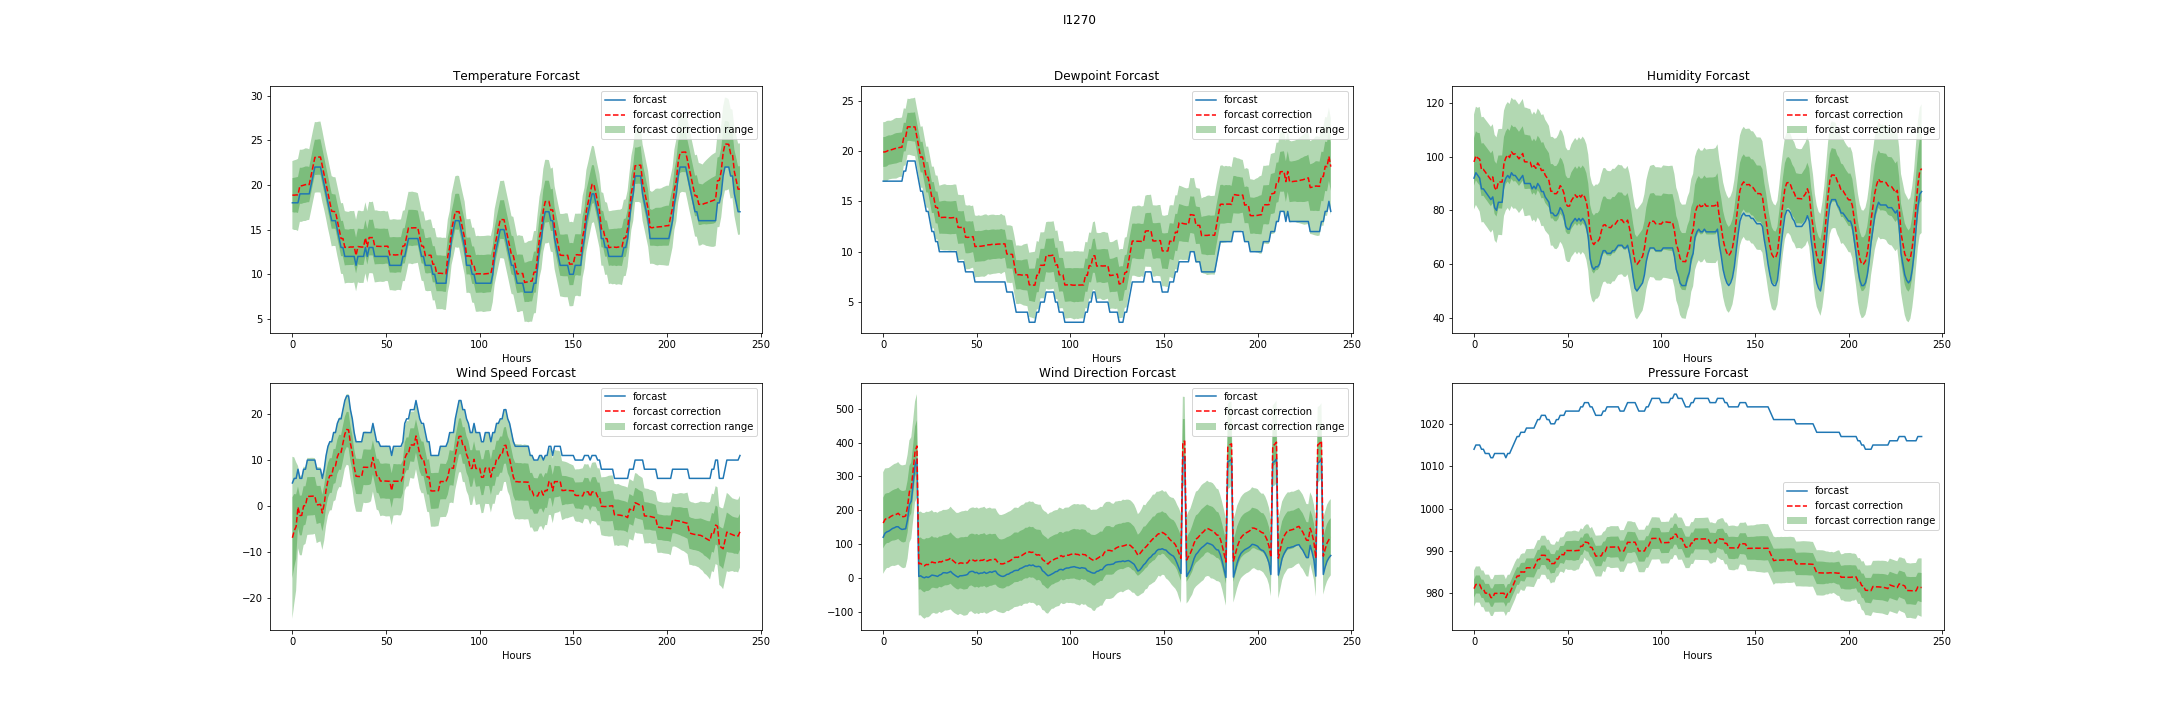 I1270
Temperature Forcast
30
25
20
15
10
5
0 50 100 150 200 250
Hours
forcast
forcast correction
forcast correction range
Dewpoint Forcast
25
20
15
10
5
0 50 100 150 200 250
Hours
forcast
forcast correction
forcast correction range
Humidity Forcast
120
100
80
60
40
0 50 100 150 200 250
Hours
forcast
forcast correction
forcast correction range
Wind Speed Forcast
20
10
0
−10
−20
0 50 100 150 200 250
Hours
forcast
forcast correction
forcast correction range
Wind Direction Forcast
500
400
300
200
100
0
−100
0 50 100 150 200 250
Hours
forcast
forcast correction
forcast correction range
Pressure Forcast
1020
1010
1000
990
980
0 50 100 150 200 250
Hours
forcast
forcast correction
forcast correction range